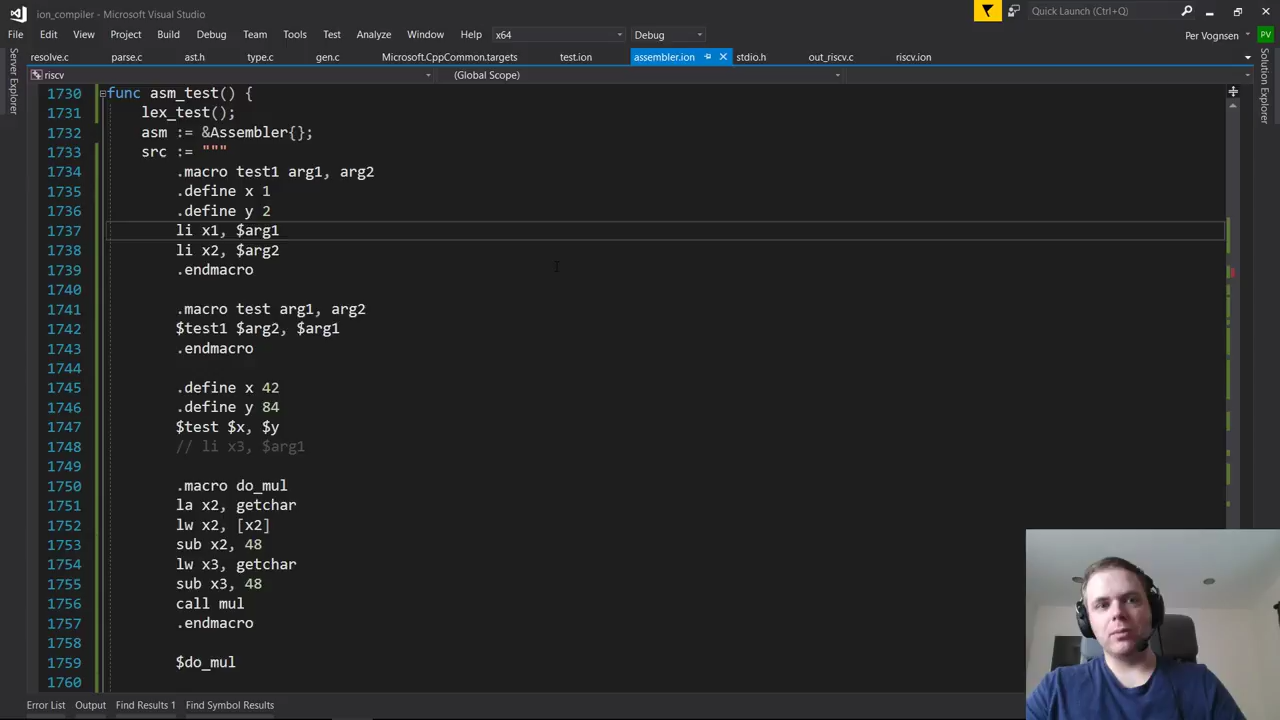 ion_compiler - Microsoft Visual Studio
Quick Launch (Ctrl+Q)
File Edit View Project Build Debug Team Tools Test Analyze Window Help x64 Debug Per Vognsen PV
resolve.c parse.c ast.h type.c gen.c Microsoft.CppCommon.targets test.ion assembler.ion stdio.h out_riscv.c riscv.ion
riscv (Global Scope)
Server Explorer
Solution Explorer
1730 func asm_test() {
1731 lex_test();
1732 asm := &Assembler{};
1733 src := """
1734 .macro test1 arg1, arg2
1735 .define x 1
1736 .define y 2
1737 li x1, $arg1
1738 li x2, $arg2
1739 .endmacro
1740
1741 .macro test arg1, arg2
1742 $test1 $arg2, $arg1
1743 .endmacro
1744
1745 .define x 42
1746 .define y 84
1747 $test $x, $y
1748 // li x3, $arg1
1749
1750 .macro do_mul
1751 la x2, getchar
1752 lw x2, [x2]
1753 sub x2, 48
1754 lw x3, getchar
1755 sub x3, 48
1756 call mul
1757 .endmacro
1758
1759 $do_mul
1760
Error List Output Find Results 1 Find Symbol Results